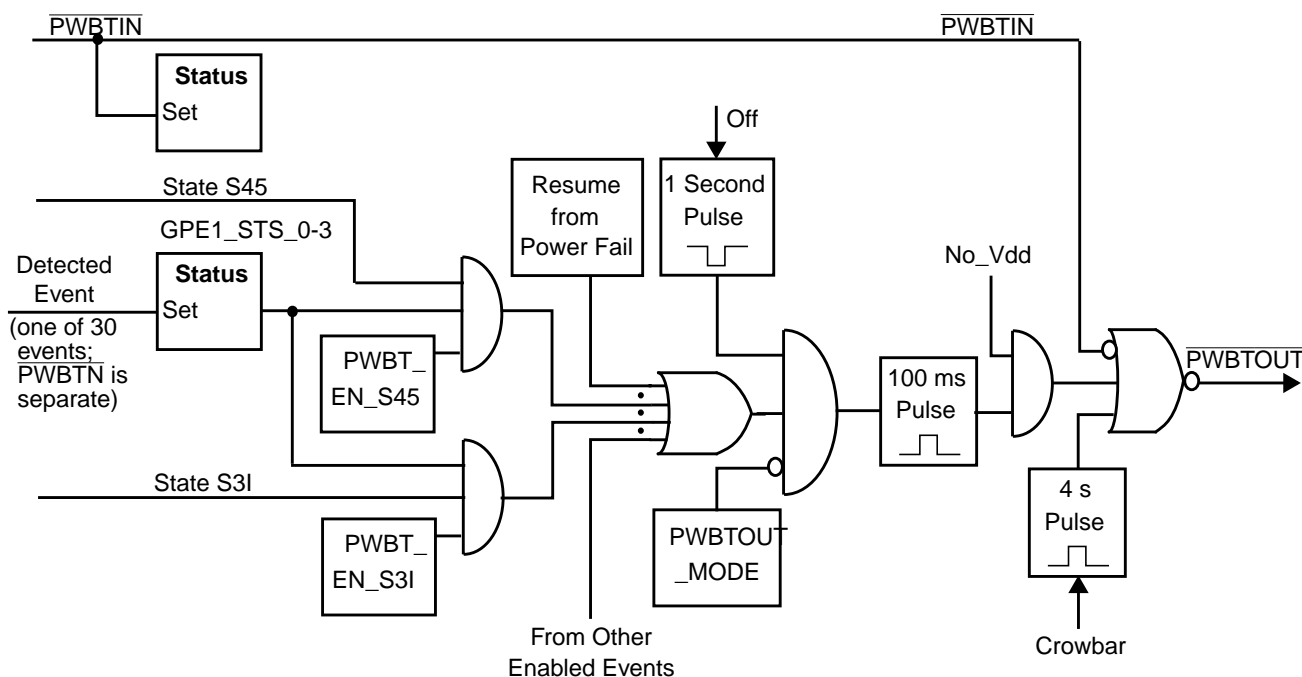 PWBTIN
PWBTIN
Status
Set
Off
State S45
GPE1_STS_0-3
Resume
from
Power Fail
1 Second
Pulse
Detected
Event
Status
Set
(one of 30
events;
PWBTN is
separate)
No_Vdd
PWBT_
EN_S45
100 ms
Pulse
PWBTOUT
State S3I
PWBT_
EN_S3I
PWBTOUT
_MODE
4 s
Pulse
From Other
Enabled Events
Crowbar